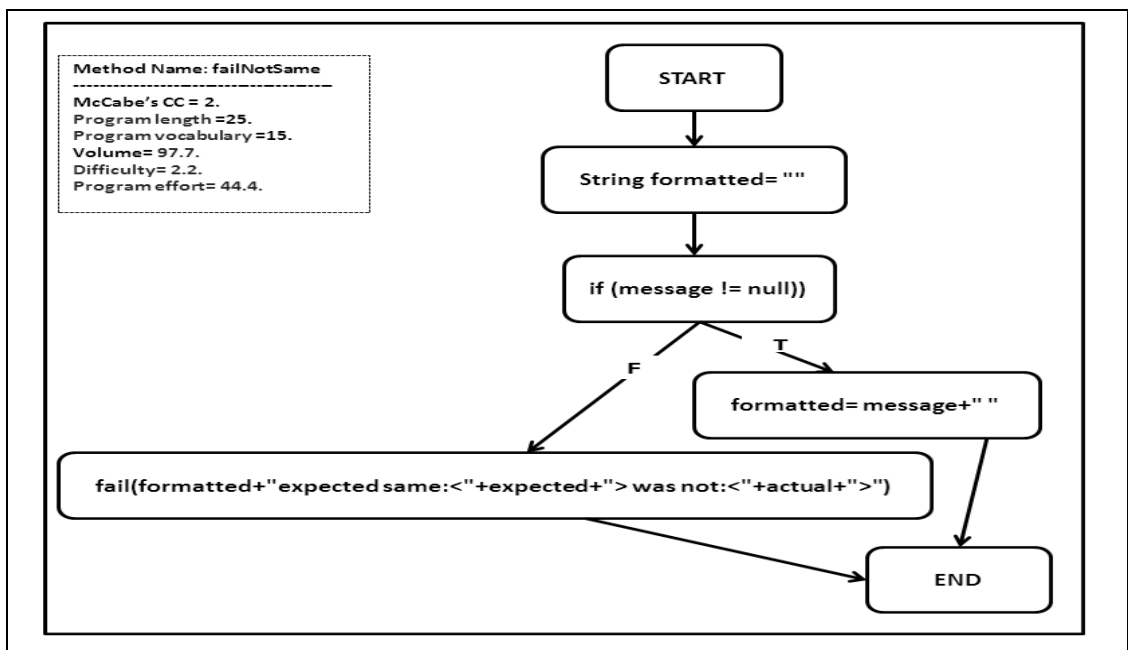 Method Name: failNotSame
--------------------------------------
McCabe's CC = 2.
Program length =25.
Program vocabulary =15.
Volume= 97.7.
Difficulty= 2.2.
Program effort= 44.4.
START
String formatted= ""
if (message != null))
F
T
formatted= message+" "
fail(formatted+"expected same:<"+expected+"> was not:<"+actual+">")
END